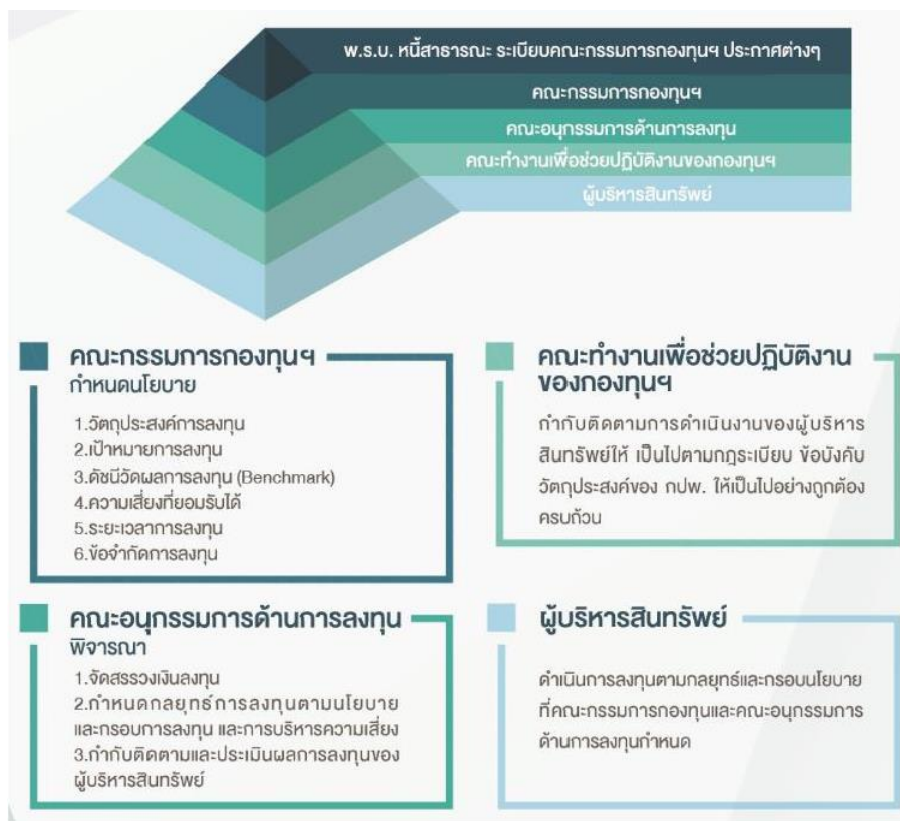 พ.ร.บ. หนี้สาธารณะ ระเบียบคณะกรรมการกองทุนฯ ประกาศต่างๆ
คณะกรรมการกองทุนฯ
คณะอนุกรรมการด้านการลงทุน
คณะทำงานเพื่อช่วยปฏิบัติงานของกองทุนฯ
ผู้บริหารสินทรัพย์
คณะกรรมการกองทุนฯ
กำหนดนโยบาย
1.วัตถุประสงค์การลงทุน
2.เป้าหมายการลงทุน
3.ดัชนีวัดผลการลงทุน (Benchmark)
4.ความเสี่ยงที่ยอมรับได้
5.ระยะเวลาการลงทุน
6.ข้อจำกัดการลงทุน
คณะทำงานเพื่อช่วยปฏิบัติงาน
ของกองทุนฯ
กำกับติดตามการดำเนินงานของผู้บริหาร
สินทรัพย์ให้ เป็นไปตามกฎระเบียบ ข้อบังคับ
วัตถุประสงค์ของ กปพ. ให้เป็นไปอย่างถูกต้อง
ครบถ้วน
คณะอนุกรรมการด้านการลงทุน
พิจารณา
1.จัดสรรวงเงินลงทุน
2.กำหนดกลยุทธ์การลงทุนตามนโยบาย
และกรอบการลงทุน และการบริหารความเสี่ยง
3.กำกับติดตามและประเมินผลการลงทุนของ
ผู้บริหารสินทรัพย์
ผู้บริหารสินทรัพย์
ดำเนินการลงทุนตามกลยุทธ์และกรอบนโยบาย
ที่คณะกรรมการกองทุนและคณะอนุกรรมการ
ด้านการลงทุนกำหนด